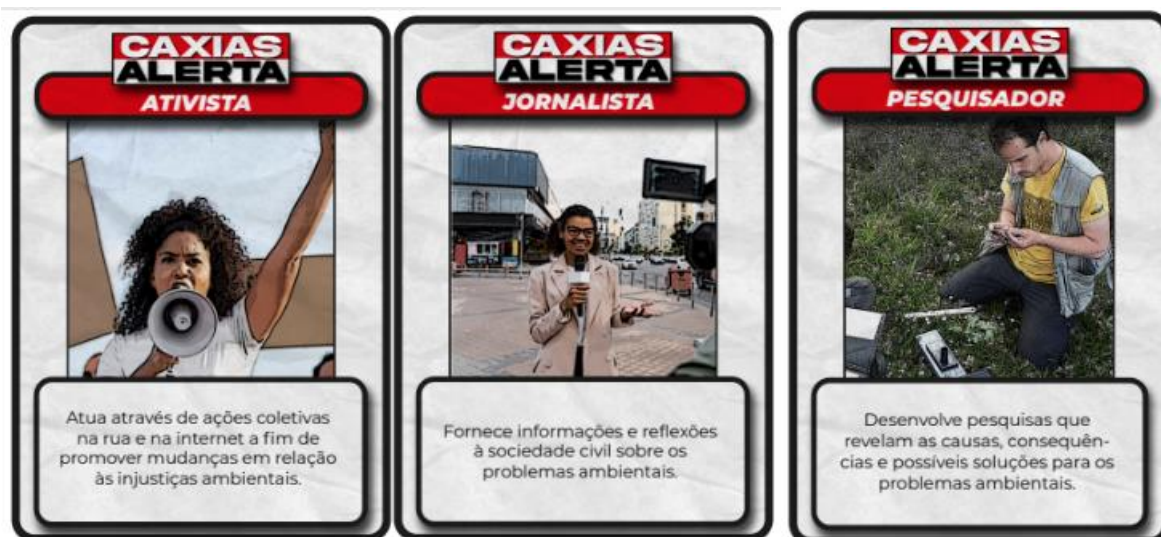 CAXIAS
ALERTA
ATIVISTA
Atua através de ações coletivas
na rua e na internet a fim de
promover mudanças em relação
às injustiças ambientais.
CAXIAS
ALERTA
JORNALISTA
Fornece informações e reflexões
à sociedade civil sobre os
problemas ambientais.
CAXIAS
ALERTA
PESQUISADOR
Desenvolve pesquisas que
revelam as causas, consequên-
cias e possíveis soluções para os
problemas ambientais.